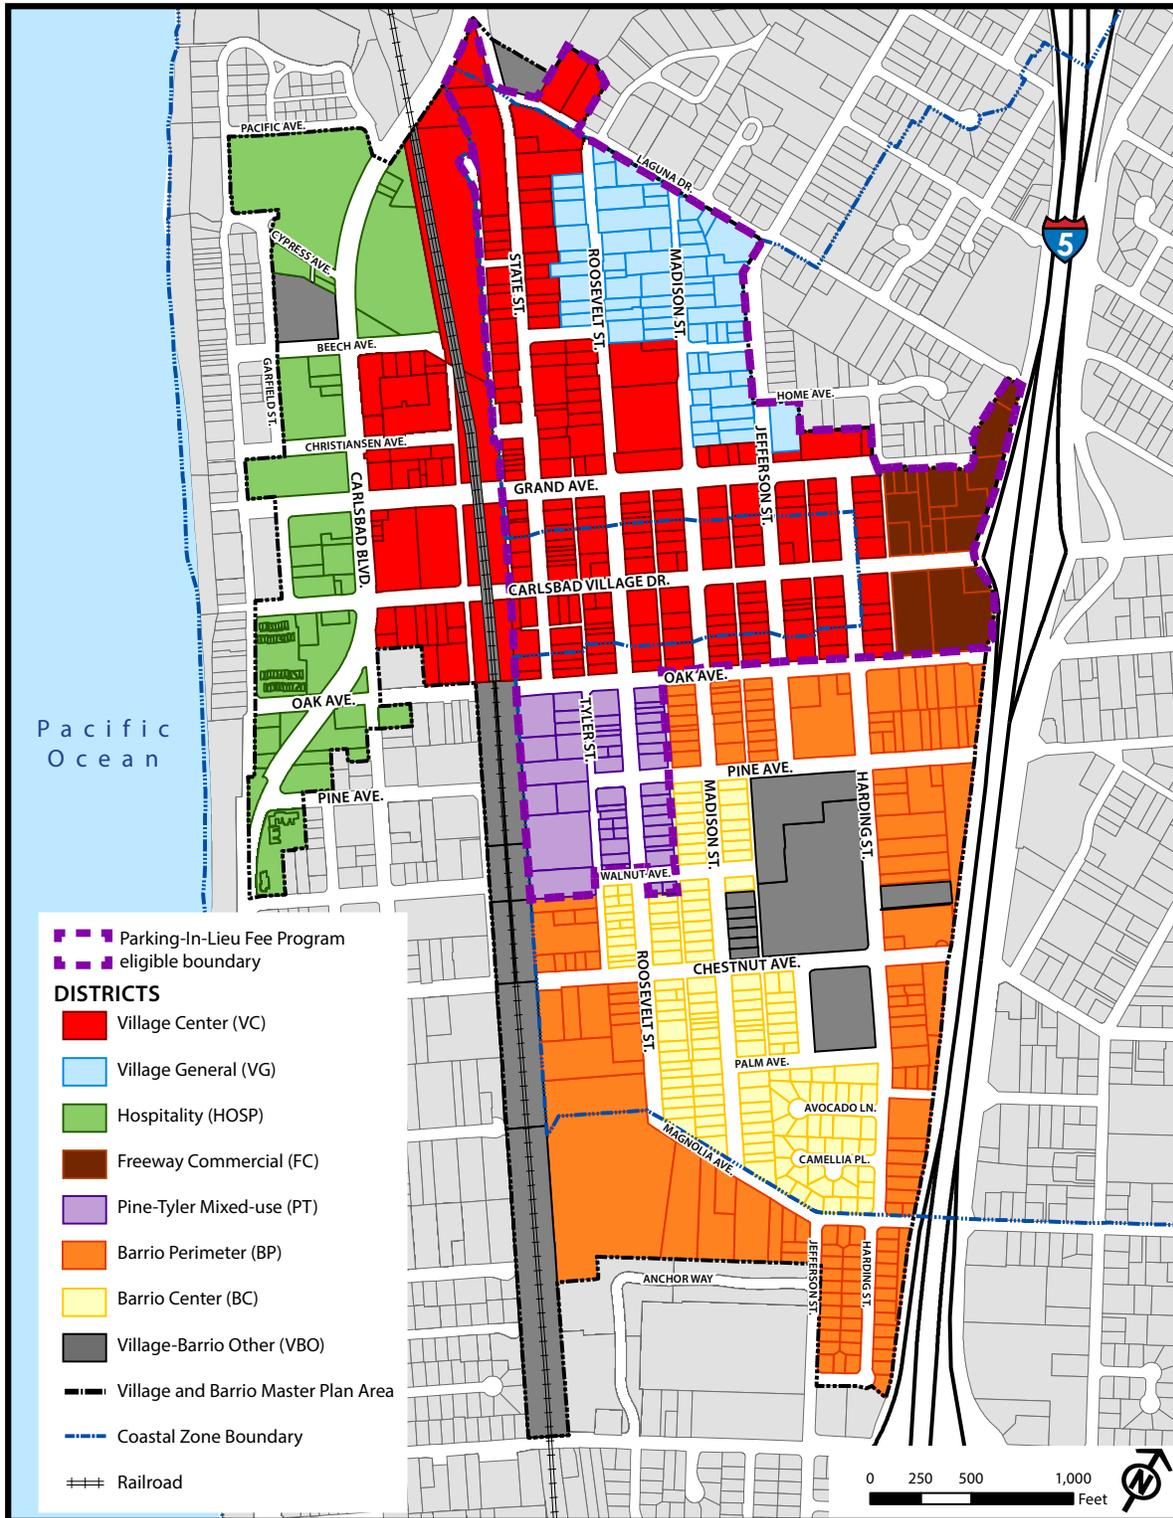 PACIFIC AVE.
LAGUNA DR.
CYPRESS AVE.
5
STATE ST.
ROOSEVELT ST.
MADISON ST.
BEECH AVE.
GARFIELD ST.
HOME AVE.
CHRISTIANSEN AVE.
JEFFERSON ST.
CARLSBAD BLVD.
GRAND AVE.
CARLSBAD VILLAGE DR.
OAK AVE.
OAK AVE.
TYLER ST.
Pacific
Ocean
PINE AVE.
PINE AVE.
MADISON ST.
HARDING ST.
WALNUT AVE.
ROOSEVELT ST.
CHESTNUT AVE.
PALM AVE.
AVOCADO LN.
MAGNOLIA AVE.
CAMELLIA PL.
JEFFERSON ST.
HARDING ST.
ANCHOR WAY
Parking-In-Lieu Fee Program
eligible boundary
DISTRICTS
Village Center (VC)
Village General (VG)
Hospitality (HOSP)
Freeway Commercial (FC)
Pine-Tyler Mixed-use (PT)
Barrio Perimeter (BP)
Barrio Center (BC)
Village-Barrio Other (VBO)
Village and Barrio Master Plan Area
Coastal Zone Boundary
Railroad
0 250 500 1,000
Feet
N